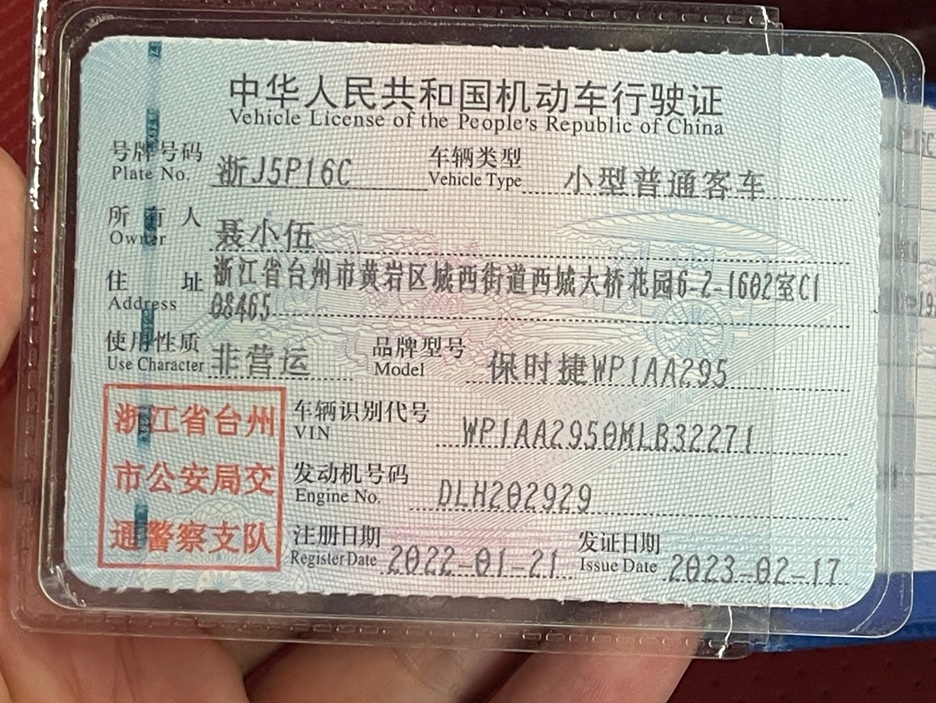 中华人民共和国机动车行驶证
Vehicle License of the People's Republic of China
号牌号码 浙J5P16C 车辆类型 小型普通客车
Plate No. Vehicle Type
所有人 聂小伍
Owner
住址 浙江省台州市黄岩区城西街道西城大桥花园6-2-1602室C1
Address 08465
使用性质 非营运 品牌型号 保时捷WP1AA295
Use Character Model
浙江省台州 车辆识别代号 WP1AA2950MLB32271
VIN
市公安局交 发动机号码 DLH202929
Engine No.
通警察支队 注册日期 2022-01-21 发证日期 2023-02-17
Register Date Issue Date